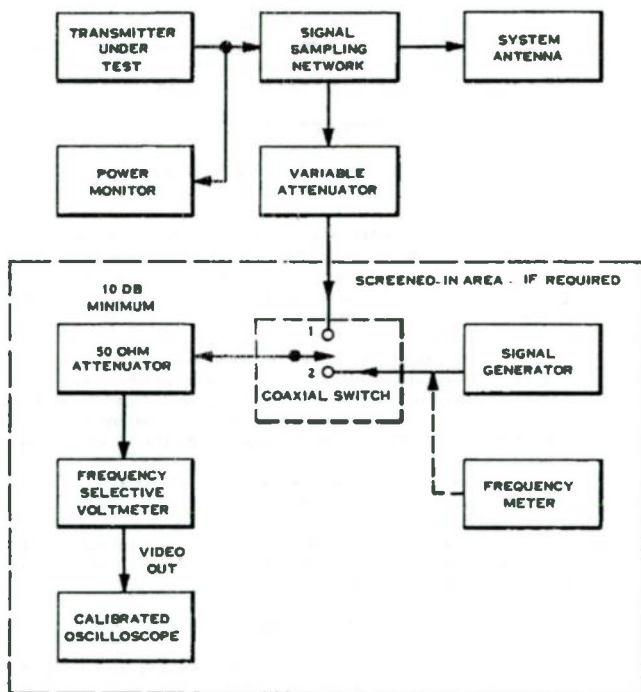 TRANSMITTER
UNDER
TEST
SIGNAL
SAMPLING
NETWORK
SYSTEM
ANTENNA
POWER
MONITOR
VARIABLE
ATTENUATOR
SCREENED-IN AREA - IF REQUIRED
10 DB
MINIMUM
50 OHM
ATTENUATOR
1
2
COAXIAL SWITCH
SIGNAL
GENERATOR
FREQUENCY
SELECTIVE
VOLTMETER
FREQUENCY
METER
VIDEO
OUT
CALIBRATED
OSCILLOSCOPE